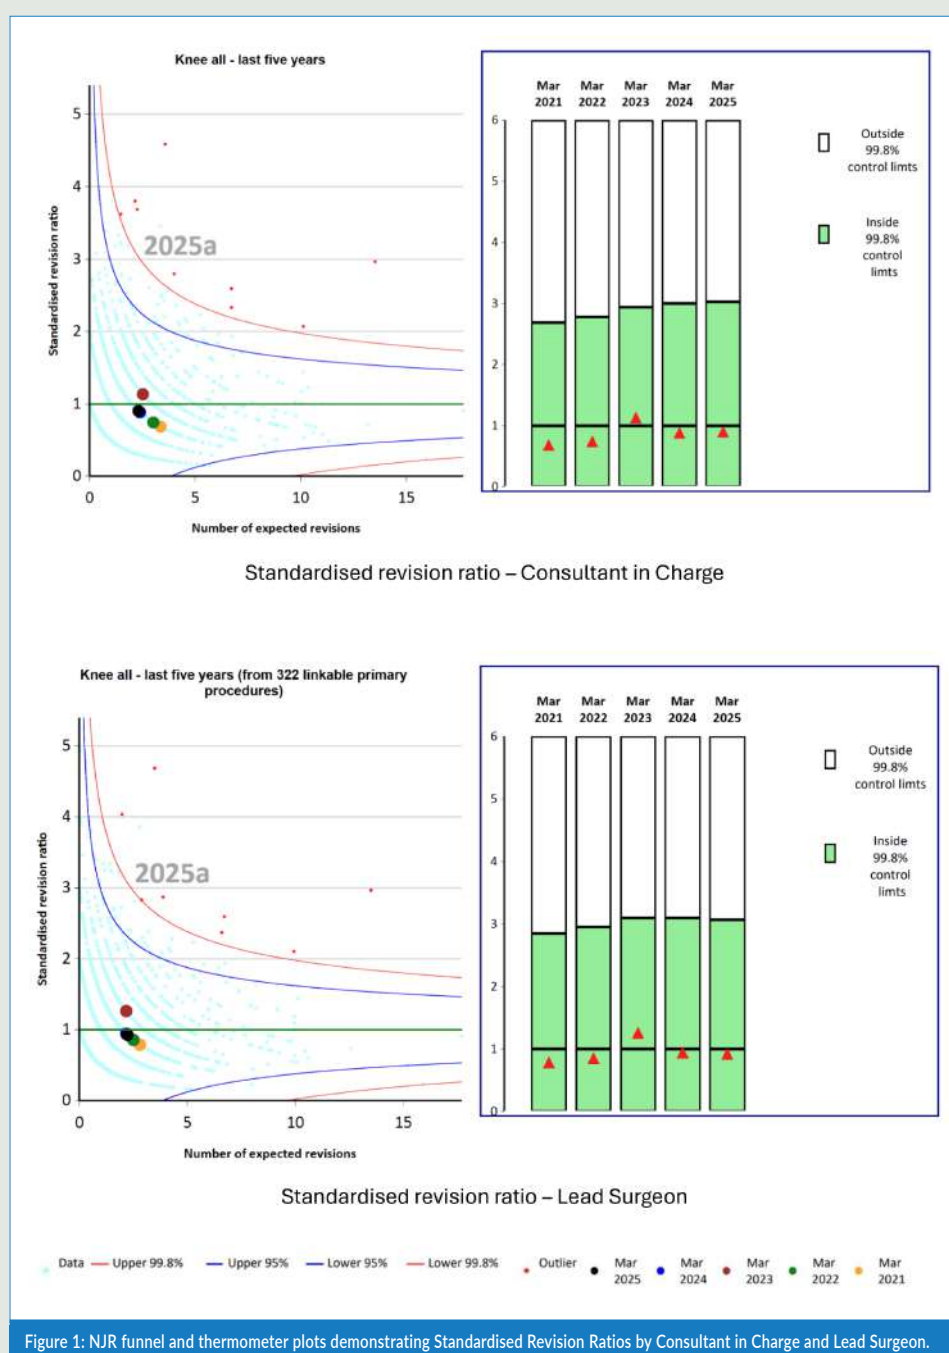 Knee all - last five years
Standardised revision ratio
5
4
3
2
1
0
2025a
0 5 10 15
Number of expected revisions
Mar Mar Mar Mar Mar
2021 2022 2023 2024 2025
6
5
4
3
2
1
0
Outside
99.8%
control limts
Inside
99.8%
control
limts
Standardised revision ratio – Consultant in Charge
Knee all - last five years (from 322 linkable primary
procedures)
Standardised revision ratio
5
4
3
2
1
0
2025a
0 5 10 15
Number of expected revisions
Mar Mar Mar Mar Mar
2021 2022 2023 2024 2025
6
5
4
3
2
1
0
Outside
99.8%
control limts
Inside
99.8%
control
limts
Standardised revision ratio – Lead Surgeon
Data Upper 99.8% Upper 95% Lower 95% Lower 99.8% Outlier Mar Mar Mar Mar Mar
2025 2024 2023 2022 2021
Figure 1: NJR funnel and thermometer plots demonstrating Standardised Revision Ratios by Consultant in Charge and Lead Surgeon.